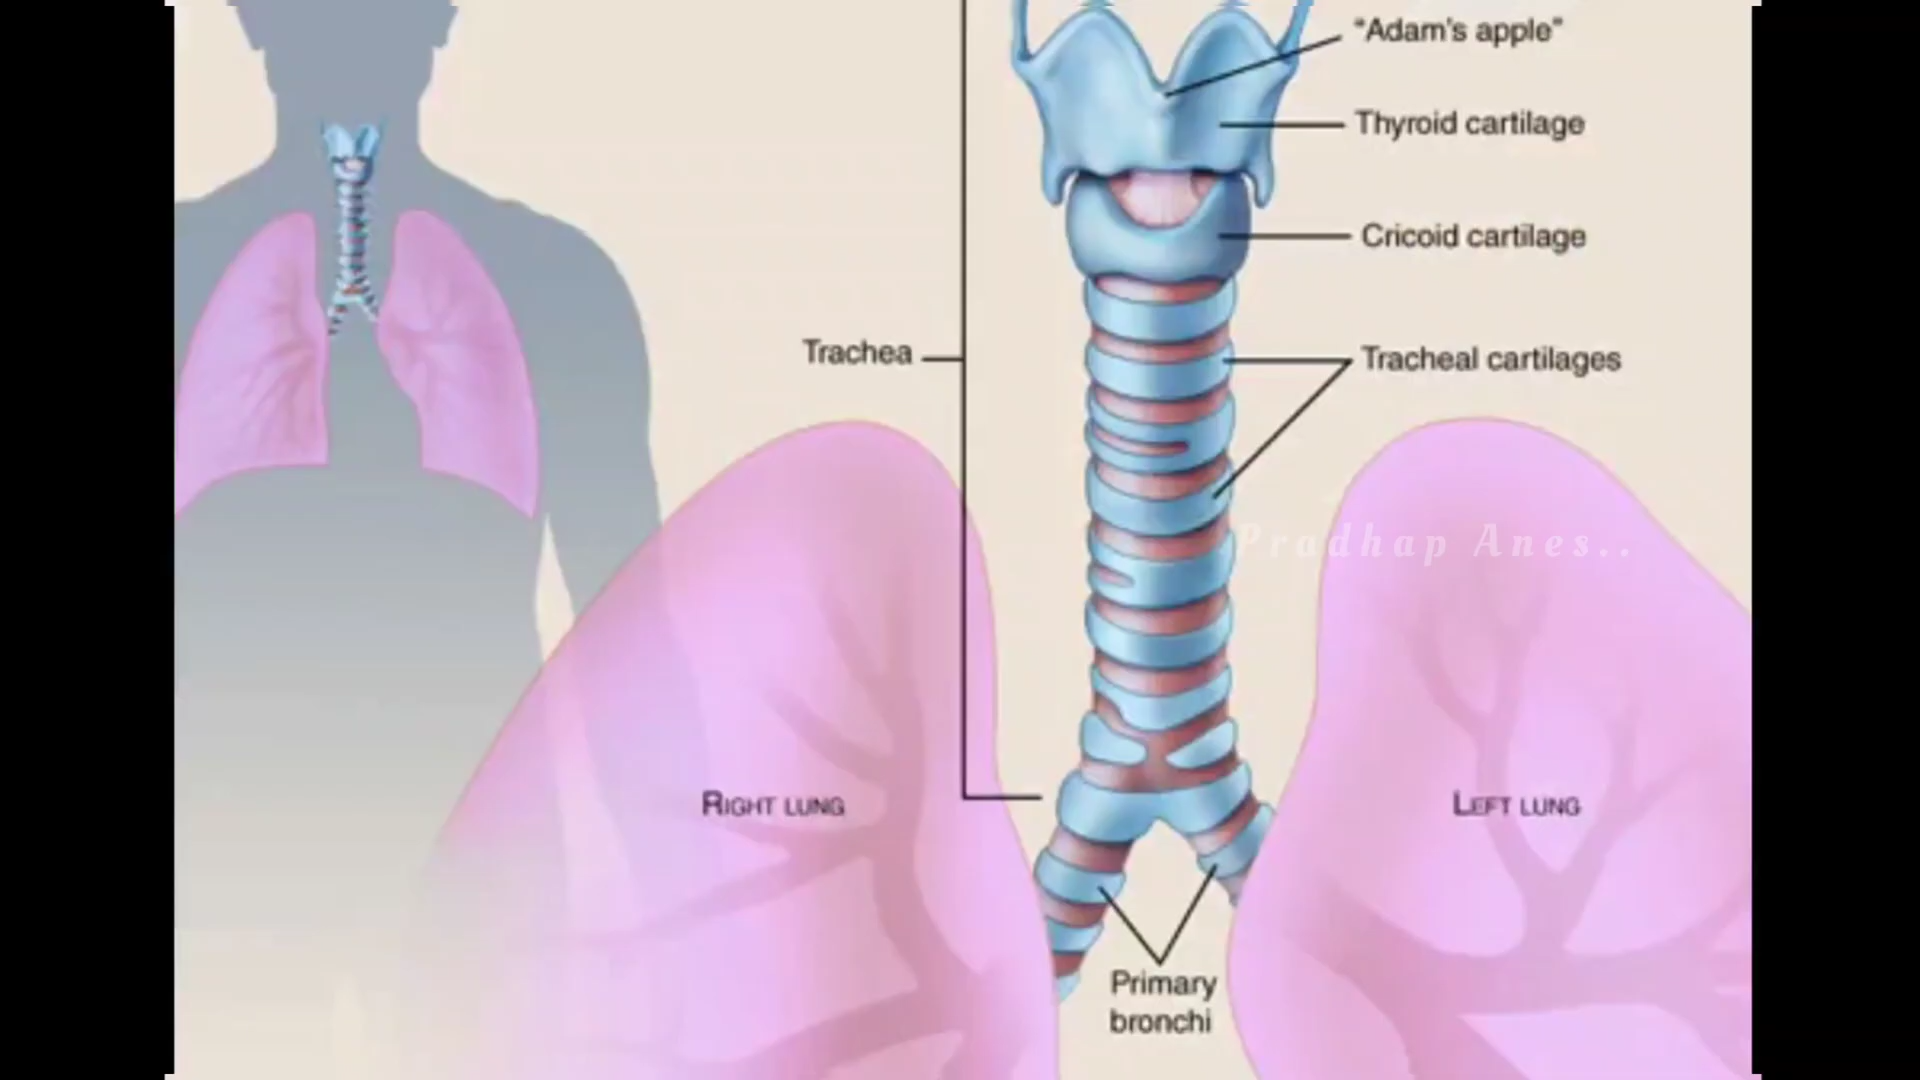 “Adam's apple”
Thyroid cartilage
Cricoid cartilage
Trachea
Tracheal cartilages
Pradhap Anes..
RIGHT LUNG
LEFT LUNG
Primary
bronchi